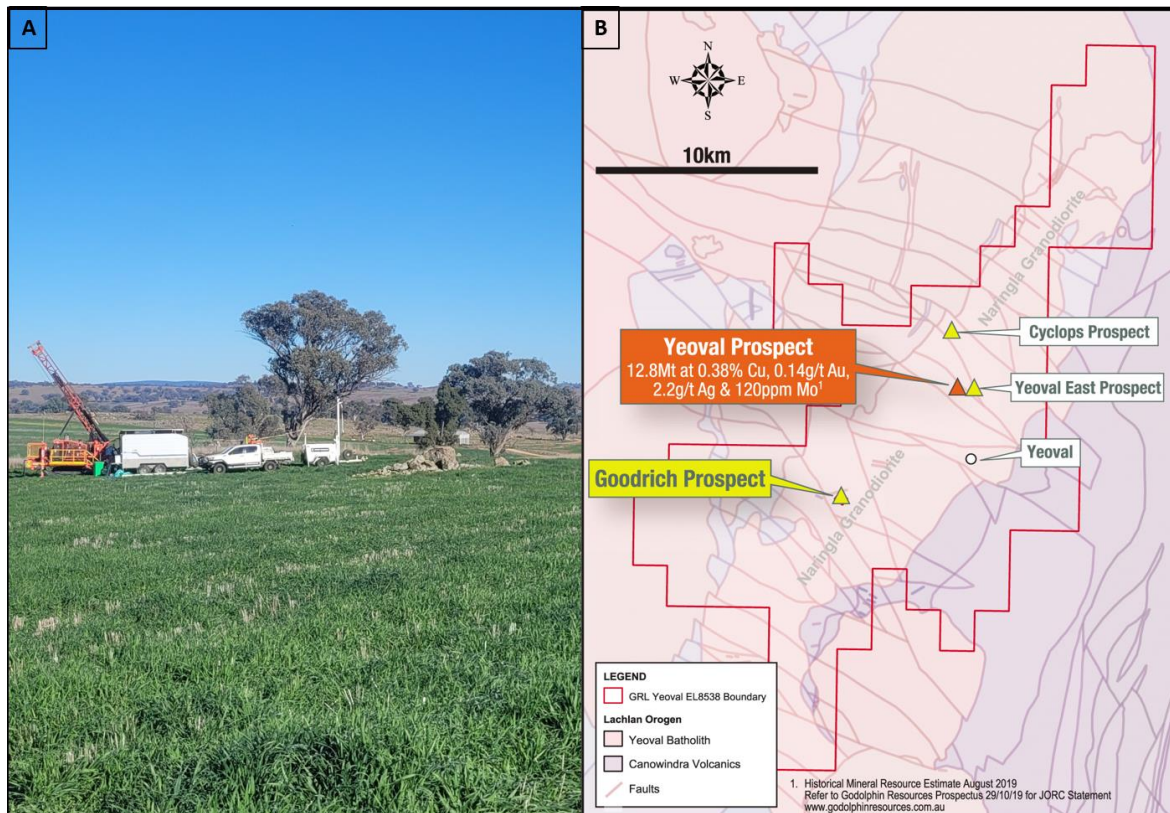 A
B
N
W
E
S
10km
Naringla Granodiorite
Cyclops Prospect
Yeoval Prospect
12.8Mt at 0.38% Cu, 0.14g/t Au,
2.2g/t Ag & 120ppm Mo¹
Yeoval East Prospect
Yeoval
Goodrich Prospect
Naringla Granodiorite
LEGEND
GRL Yeoval EL8538 Boundary
Lachlan Orogen
Yeoval Batholith
Canowindra Volcanics
Faults
1. Historical Mineral Resource Estimate August 2019
Refer to Godolphin Resources Prospectus 29/10/19 for JORC Statement
www.godolphinresources.com.au